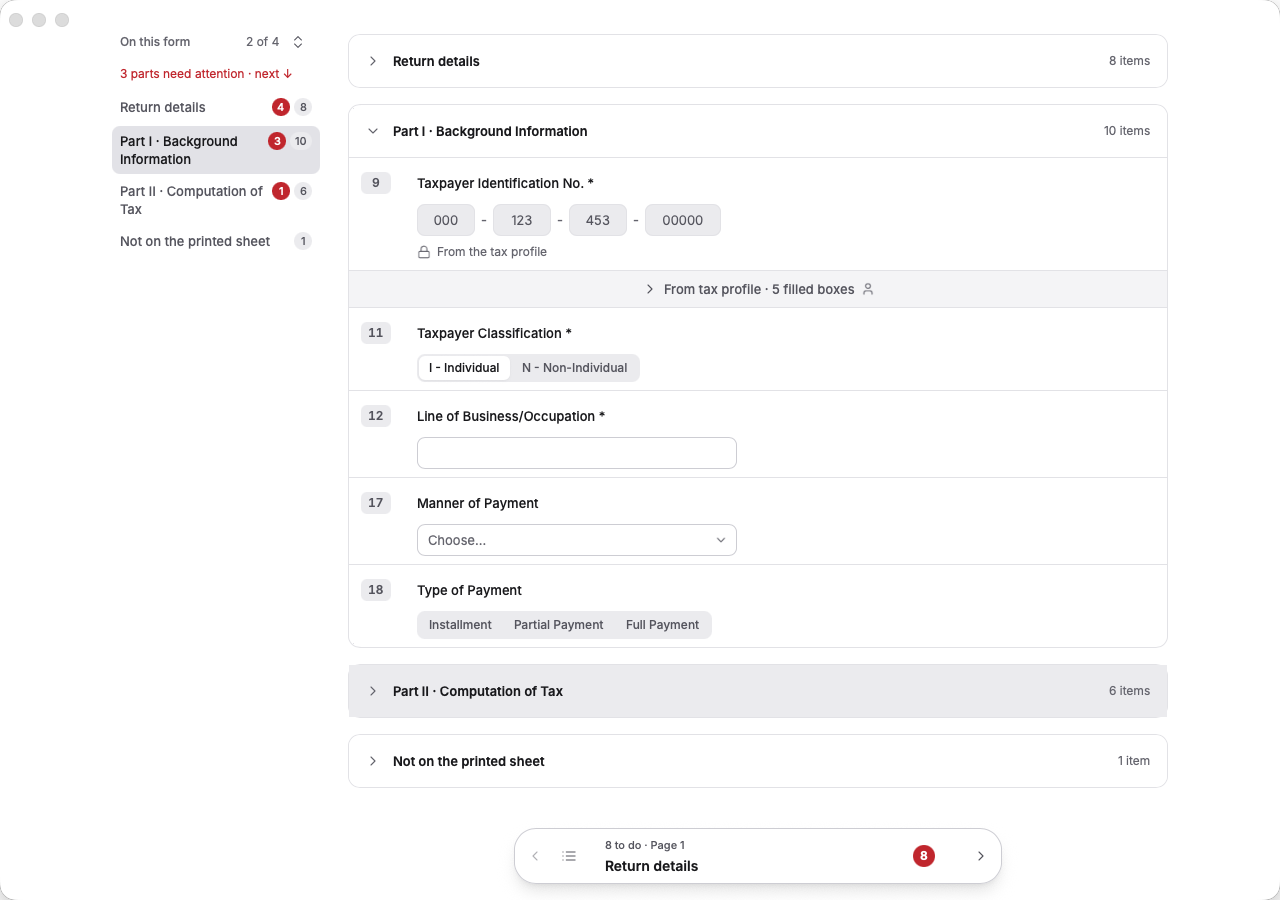 On this form 2 of 4
3 parts need attention · next ↓
Return details 4 8
Part I · Background Information 3 10
Part II · Computation of Tax 1 6
Not on the printed sheet 1
Return details 8 items
Part I · Background Information 10 items
9 Taxpayer Identification No. *
000 - 123 - 453 - 00000
From the tax profile
From tax profile · 5 filled boxes
11 Taxpayer Classification *
I - Individual N - Non-Individual
12 Line of Business/Occupation *
17 Manner of Payment
Choose...
18 Type of Payment
Installment Partial Payment Full Payment
Part II · Computation of Tax 6 items
Not on the printed sheet 1 item
8 to do · Page 1
Return details 8